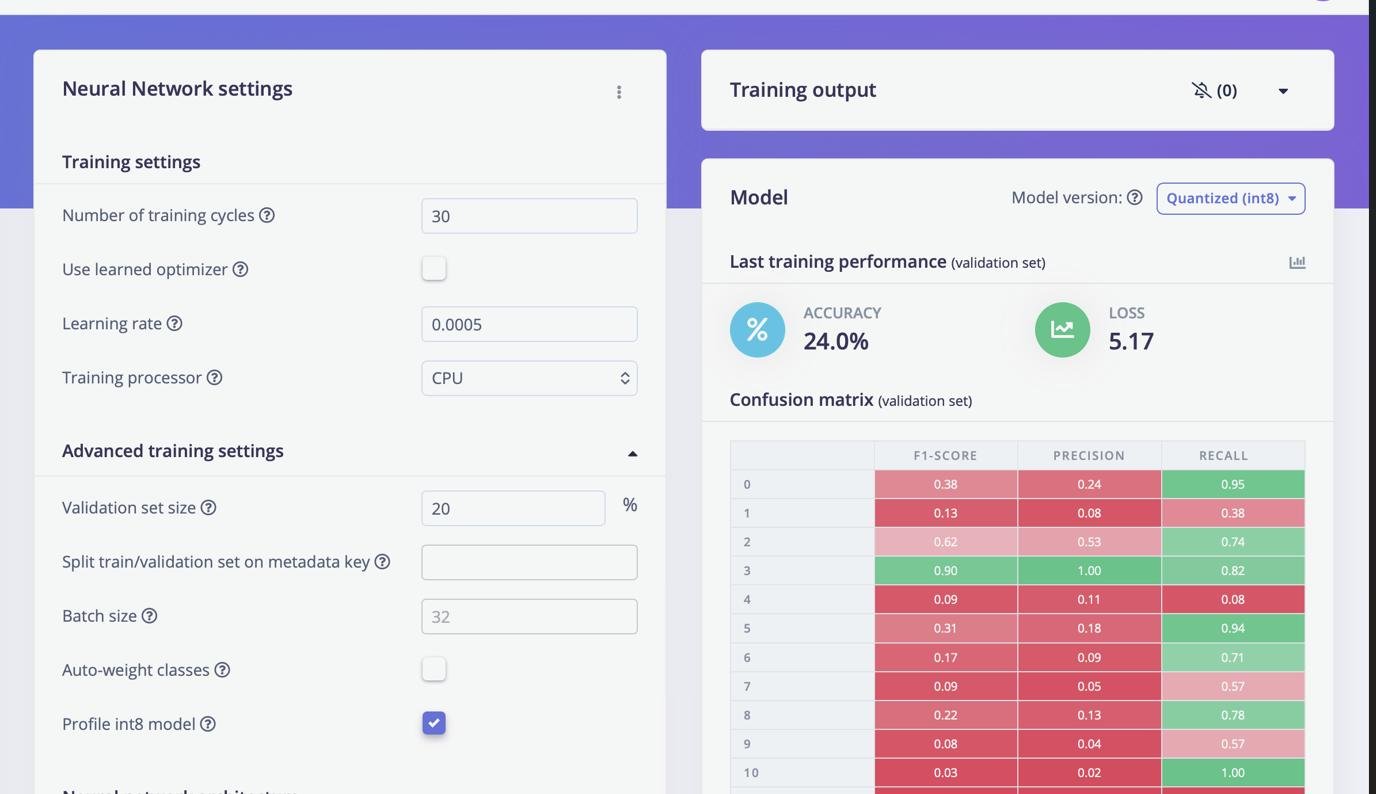 Neural Network settings
Training settings
Number of training cycles ?
30
Use learned optimizer ?
Learning rate ?
0.0005
Training processor ?
CPU
Advanced training settings
Validation set size ?
20
%
Split train/validation set on metadata key ?
Batch size ?
32
Auto-weight classes ?
Profile int8 model ?
Training output
(0)
Model
Model version: ?
Quantized (int8)
Last training performance (validation set)
%
ACCURACY
24.0%
LOSS
5.17
Confusion matrix (validation set)
F1-SCORE PRECISION RECALL
0 0.38 0.24 0.95
1 0.13 0.08 0.38
2 0.62 0.53 0.74
3 0.90 1.00 0.82
4 0.09 0.11 0.08
5 0.31 0.18 0.94
6 0.17 0.09 0.71
7 0.09 0.05 0.57
8 0.22 0.13 0.78
9 0.08 0.04 0.57
10 0.03 0.02 1.00